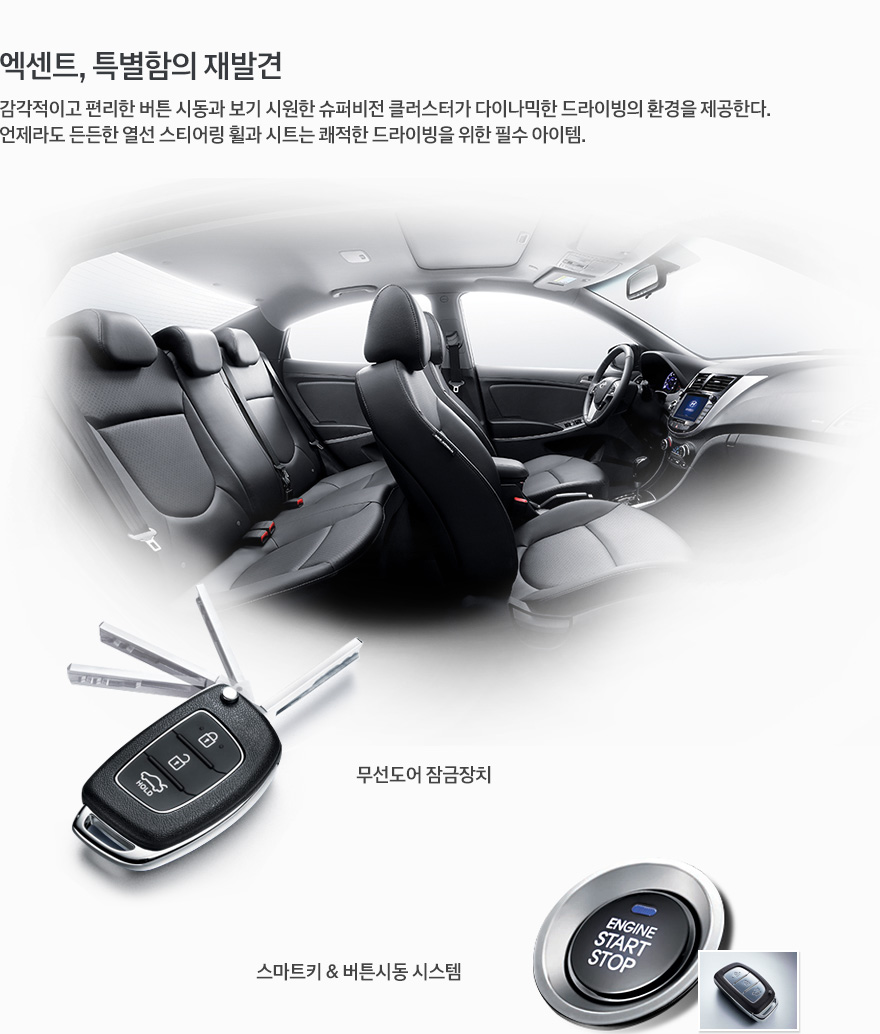 엑센트, 특별함의 재발견
감각적이고 편리한 버튼 시동과 보기 시원한 슈퍼비전 클러스터가 다이나믹한 드라이빙의 환경을 제공한다.
언제라도 든든한 열선 스티어링 휠과 시트는 쾌적한 드라이빙을 위한 필수 아이템.
HOLD
무선도어 잠금장치
ENGINE
START
STOP
스마트키 & 버튼시동 시스템